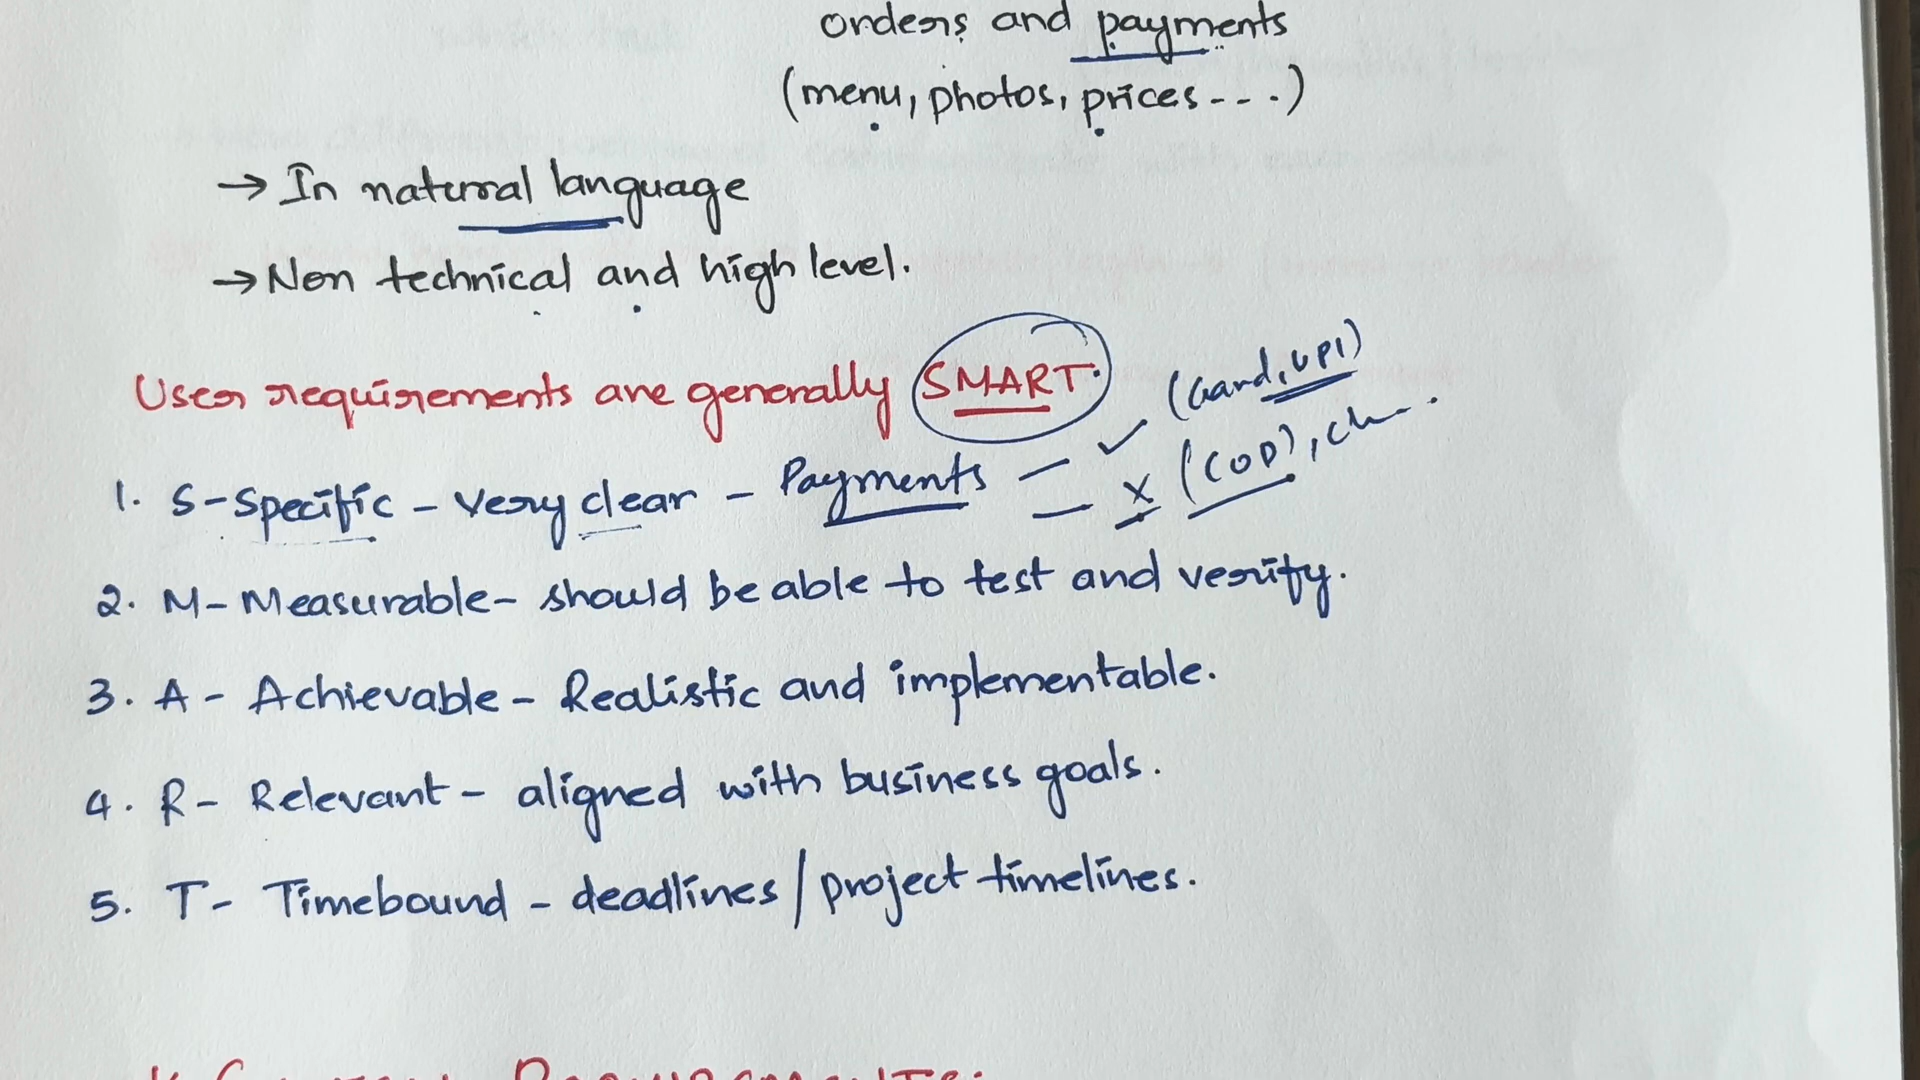 orders and payments
(menu, photos, prices - - - .)
→ In natural language
→ Non technical and high level.
User requirements are generally SMART.
(card, UPI)
1. S - Specific - very clear - Payments - ✓
- x (COD), ch
2. M - Measurable - should be able to test and verify.
3. A - Achievable - Realistic and implementable.
4. R - Relevant - aligned with business goals.
5. T - Timebound - deadlines / project timelines.